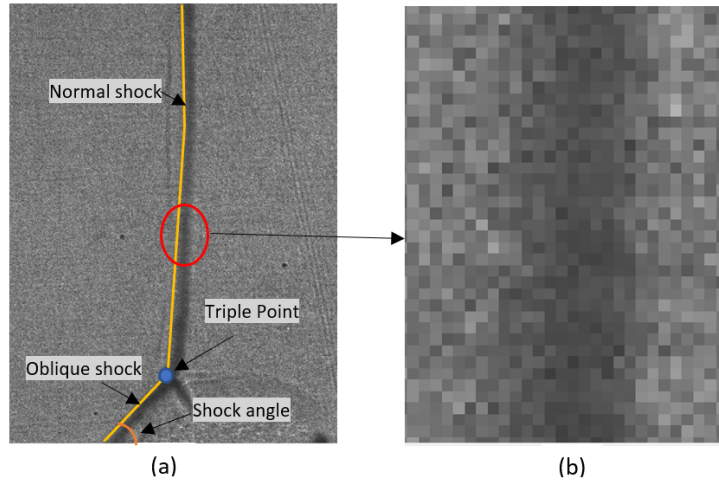 Normal shock
Triple Point
Oblique shock
Shock angle
(a)
(b)